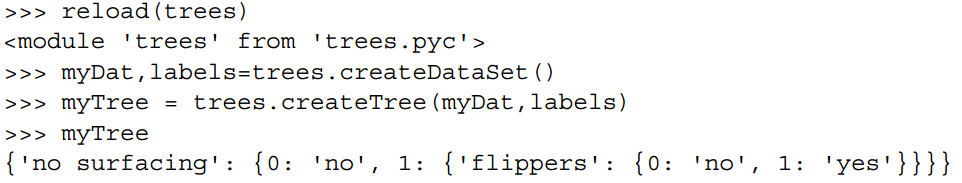 >>> reload(trees)
<module 'trees' from 'trees.pyc'>
>>> myDat,labels=trees.createDataSet()
>>> myTree = trees.createTree(myDat,labels)
>>> myTree
{'no surfacing': {0: 'no', 1: {'flippers': {0: 'no', 1: 'yes'}}}}